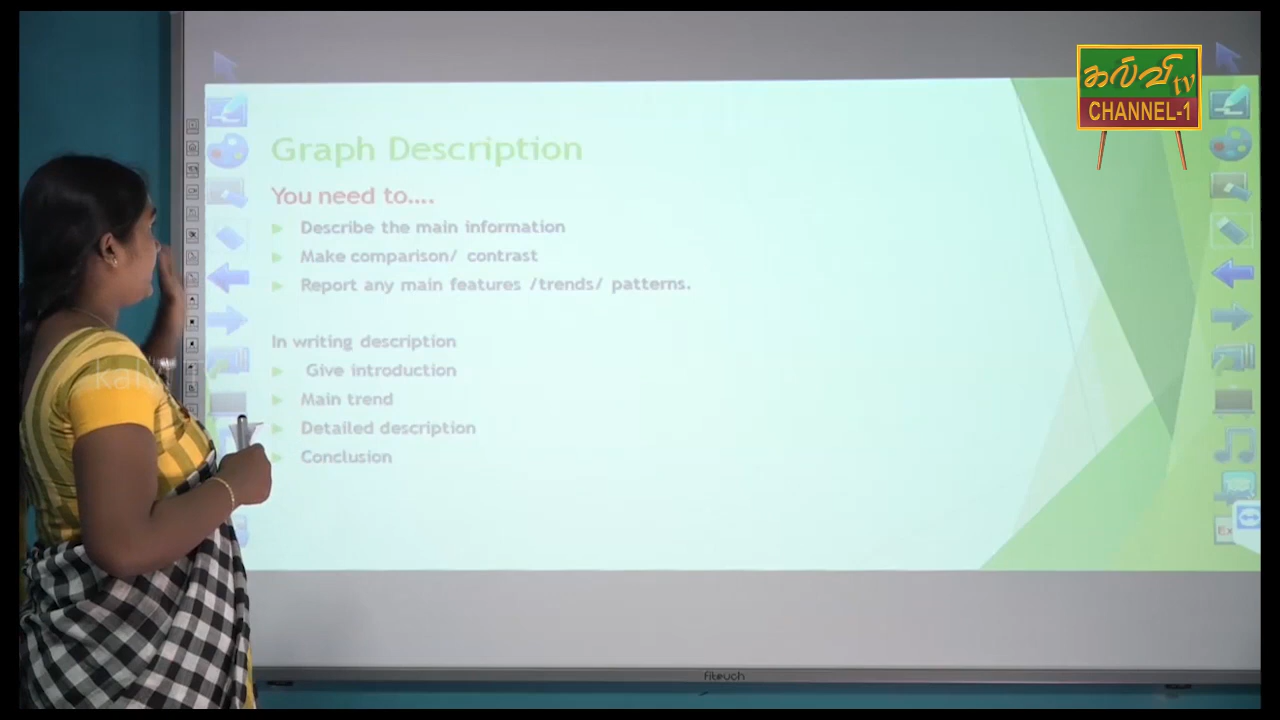 கல்வி tv
CHANNEL-1
Graph Description
You need to....
Describe the main information
Make comparison/ contrast
Report any main features /trends/ patterns.
In writing description
Give introduction
Main trend
Detailed description
Conclusion
fitouch